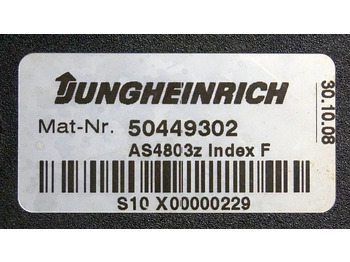 JUNGHEINRICH
Mat-Nr. 50449302
AS4803z Index F
S10 X00000229
30.10.08